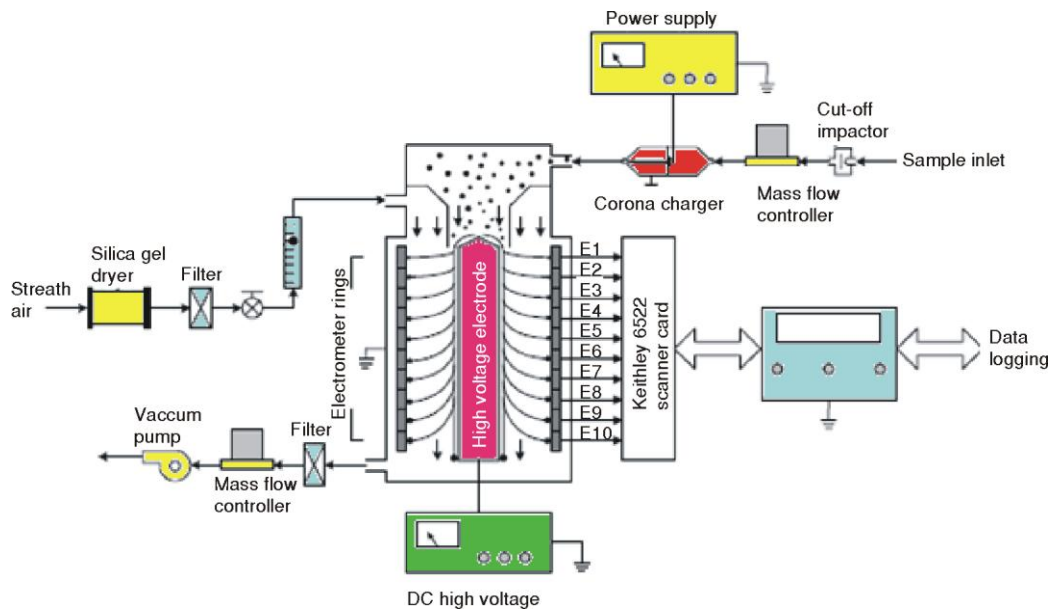 Power supply
Cut-off
impactor
Sample inlet
Corona charger
Mass flow
controller
Silica gel
dryer
Filter
Streath
air
Electrometer rings
High voltage electrode
E1
E2
E3
E4
E5
E6
E7
E8
E9
E10
Keithley 6522
scanner card
Data
logging
Vaccum
pump
Filter
Mass flow
controller
DC high voltage